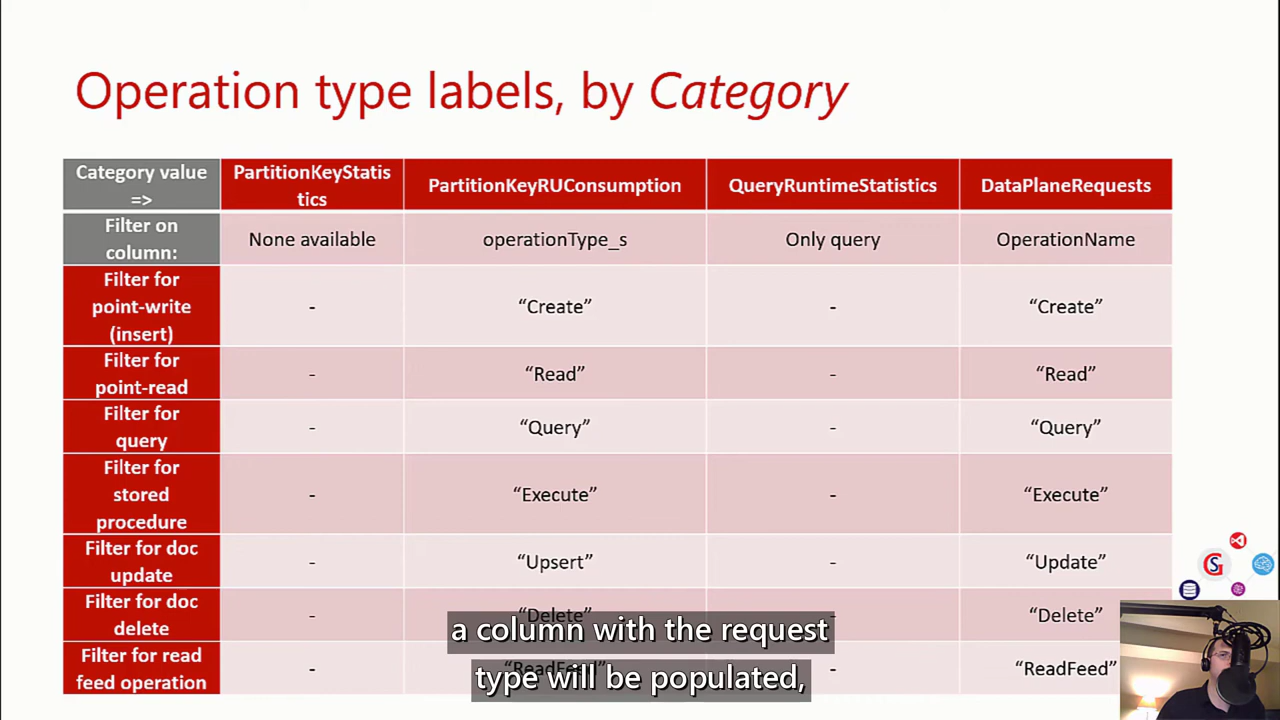 Operation type labels, by Category
Category value
=>
PartitionKeyStatis
tics
PartitionKeyRUConsumption
QueryRuntimeStatistics
DataPlaneRequests
Filter on
column:
None available
operationType_s
Only query
OperationName
Filter for
point-write
(insert)
-
“Create”
-
“Create”
Filter for
point-read
-
“Read”
-
“Read”
Filter for
query
-
“Query”
-
“Query”
Filter for
stored
procedure
-
“Execute”
-
“Execute”
Filter for doc
update
-
“Upsert”
-
“Update”
Filter for doc
delete
-
“Delete”
-
“Delete”
Filter for read
feed operation
-
“ReadFeed”
-
“ReadFeed”
a column with the request
type will be populated,